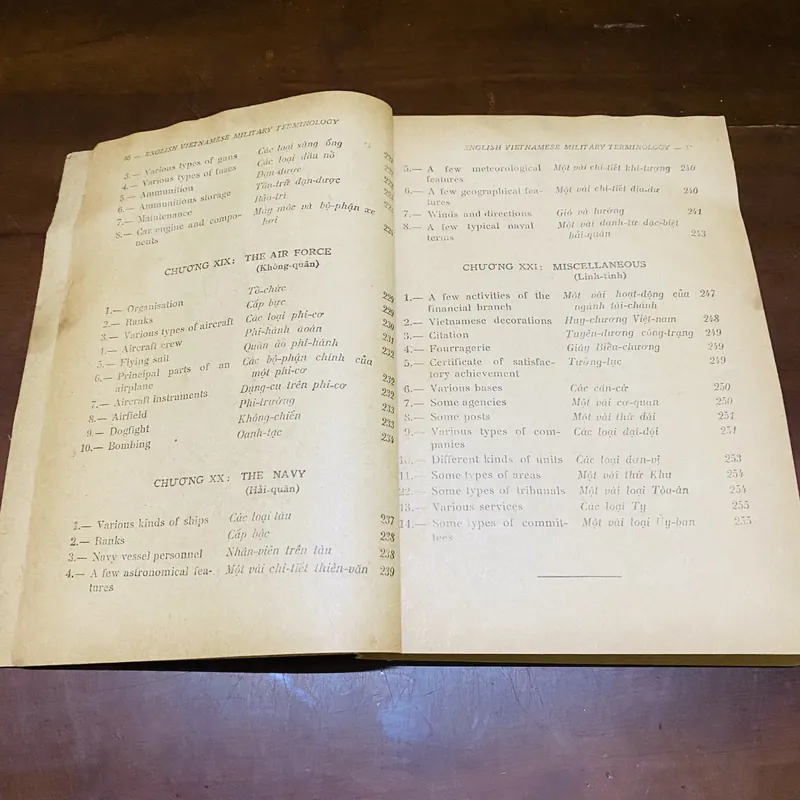 ENGLISH VIETNAMESE MILITARY TERMINOLOGY
3.— Various types of guns Các loại súng ống
4.— Various types of fuses Các loại đầu nổ
5.— Ammunition Đạn-dược
6.— Ammunitions storage Tồn-trữ đạn-dược
7.— Maintenance Bảo-trì
8.— Car engine and components Máy móc và bộ-phận xe hơi 224
CHƯƠNG XIX: THE AIR FORCE
(Không-quân)
1.— Organisation Tổ-chức 229
2.— Ranks Cấp bực 229
3.— Various types of aircraft Các loại phi-cơ 230
4.— Aircraft crew Phi-hành đoàn 231
5.— Flying suit Quần áo phi-hành 232
6.— Principal parts of an airplane Các bộ-phận chính của một phi-cơ 232
7.— Aircraft instruments Dụng-cụ trên phi-cơ 232
8.— Airfield Phi-trường 233
9.— Dogfight Không-chiến 233
10.— Bombing Oanh-tạc 234
CHƯƠNG XX: THE NAVY
(Hải-quân)
1.— Various kinds of ships Các loại tàu 237
2.— Ranks Cấp bậc 238
3.— Navy vessel personnel Nhân-viên trên tàu 238
4.— A few astronomical features Một vài chi-tiết thiên-văn 239
ENGLISH VIETNAMESE MILITARY TERMINOLOGY —
5.— A few meteorological features Một vài chi-tiết khí-tượng 240
6.— A few geographical features Một vài chi-tiết địa-dư 240
7.— Winds and directions Gió và hướng 241
8.— A few typical naval terms Một vài danh-từ đặc-biệt hải-quân 243
CHƯƠNG XXI: MISCELLANEOUS
(Linh-tinh)
1.— A few activities of the financial branch Một vài hoạt-động của ngành tài-chánh 247
2.— Vietnamese decorations Huy-chương Việt-nam 248
3.— Citation Tuyên-dương công-trạng 249
4.— Fourragerie Giây Biểu-chương 249
5.— Certificate of satisfactory achievement Tưởng-lục 249
6.— Various bases Các căn-cứ 250
7.— Some agencies Một vài cơ-quan 250
8.— Some posts Một vài thứ đài 251
9.— Various types of companies Các loại đại-đội 251
10.— Different kinds of units Các loại đơn-vị 253
11.— Some types of areas Một vài thứ Khu 254
22.— Some types of tribunals Một vài loại Tòa-án 254
13.— Various services Các loại Ty 255
14.— Some types of committees Một vài loại Ủy-ban 255